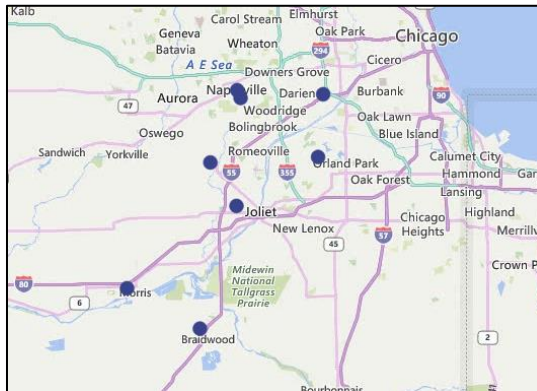 Kalb
Carol Stream
Elmhurst
Geneva
Oak Park
Chicago
Batavia
Wheaton
294
Cicero
A E Sea
Downers Grove
90
Aurora
Naperville
Darien
Burbank
47
Woodridge
Oak Lawn
Oswego
Bolingbrook
Blue Island
Sandwich
Yorkville
Romeoville
Calumet City
55
355
Orland Park
Hammond
Gar
Oak Forest
Lansing
Joliet
Chicago
Heights
Highland
New Lenox
57
Merrillv
45
Midewin
National
Tallgrass
Prairie
Crown P
80
6
Morris
2
Braidwood
Bourbonnais